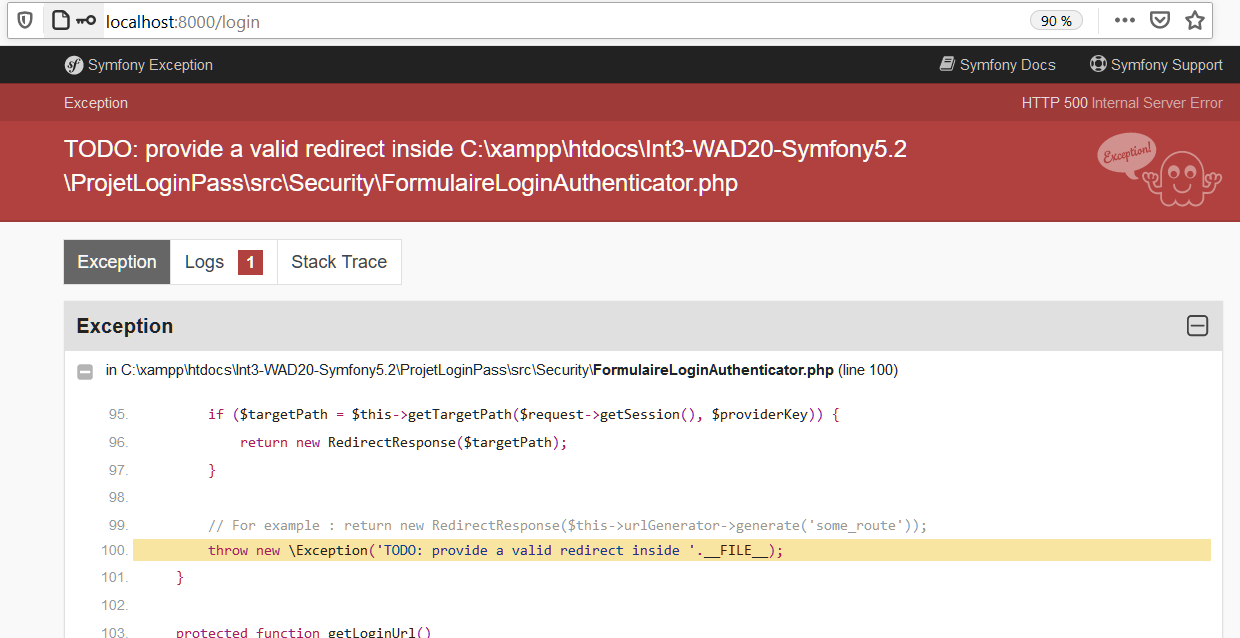 localhost:8000/login
90 %
sf Symfony Exception
Symfony Docs
Symfony Support
Exception
HTTP 500 Internal Server Error
TODO: provide a valid redirect inside C:\xampp\htdocs\Int3-WAD20-Symfony5.2
\ProjetLoginPass\src\Security\FormulaireLoginAuthenticator.php
Exception!
Exception
Logs 1
Stack Trace
Exception
in C:\xampp\htdocs\Int3-WAD20-Symfony5.2\ProjetLoginPass\src\Security\FormulaireLoginAuthenticator.php (line 100)
95. if ($targetPath = $this->getTargetPath($request->getSession(), $providerKey)) {
96. return new RedirectResponse($targetPath);
97. }
98.
99. // For example : return new RedirectResponse($this->urlGenerator->generate('some_route'));
100. throw new \Exception('TODO: provide a valid redirect inside '.__FILE__);
101. }
102.
103. protected function getLoginUrl()